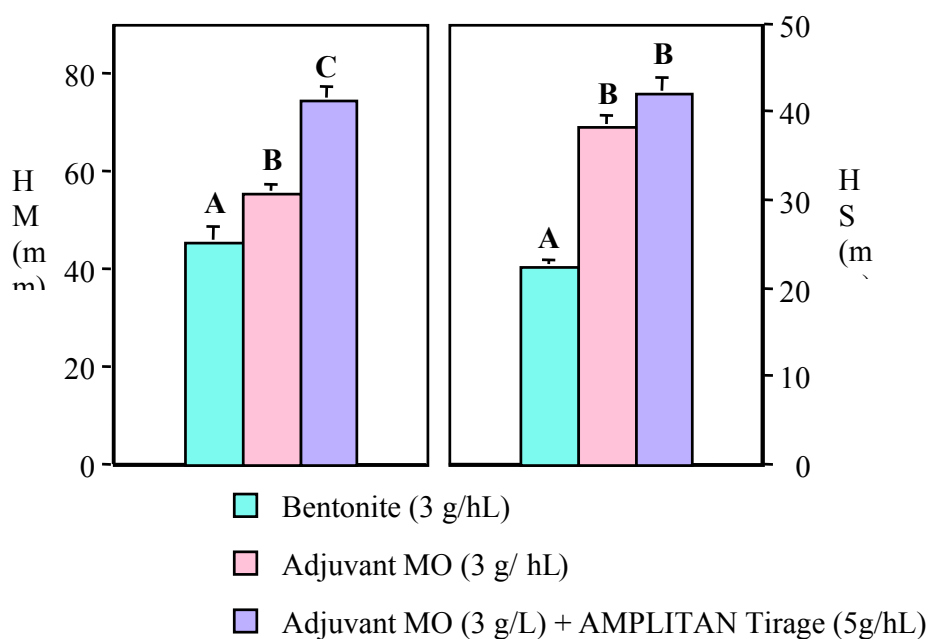 80
60
40
20
0
H
M
(m
m)
A
B
C
A
B
B
50
40
30
20
10
0
H
S
(m
Bentonite (3 g/hL)
Adjuvant MO (3 g/ hL)
Adjuvant MO (3 g/L) + AMPLITAN Tirage (5g/hL)